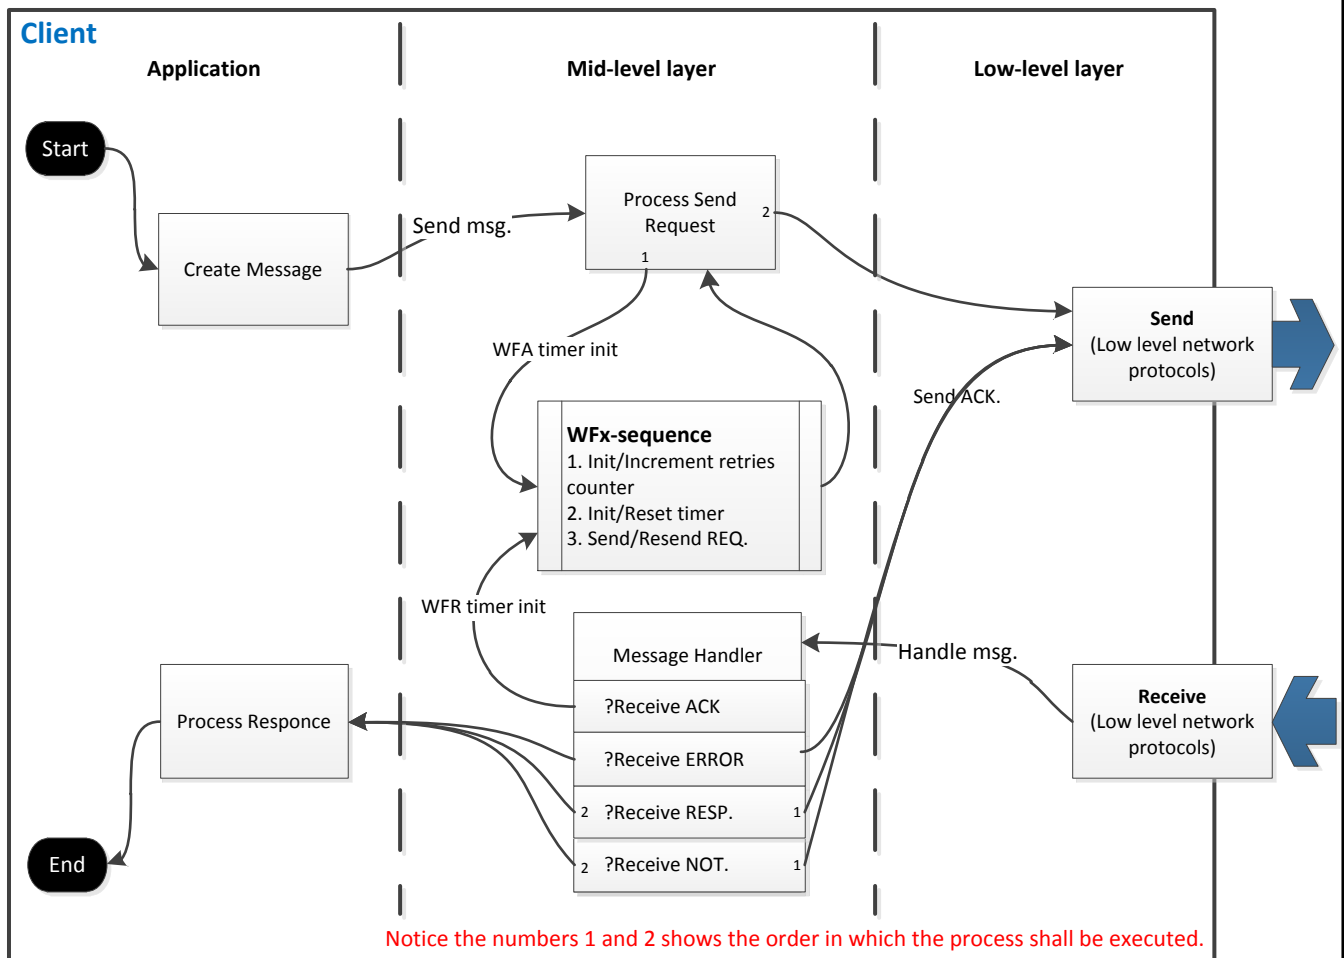 Client
Application
Mid-level layer
Low-level layer
Start
Create Message
Send msg.
Process Send
Request
2
1
WFA timer init
Send
(Low level network
protocols)
Send ACK.
WFx-sequence
1. Init/Increment retries
counter
2. Init/Reset timer
3. Send/Resend REQ.
WFR timer init
Message Handler
Handle msg.
?Receive ACK
?Receive ERROR
2 ?Receive RESP. 1
2 ?Receive NOT. 1
Receive
(Low level network
protocols)
Process Responce
End
Notice the numbers 1 and 2 shows the order in which the process shall be executed.